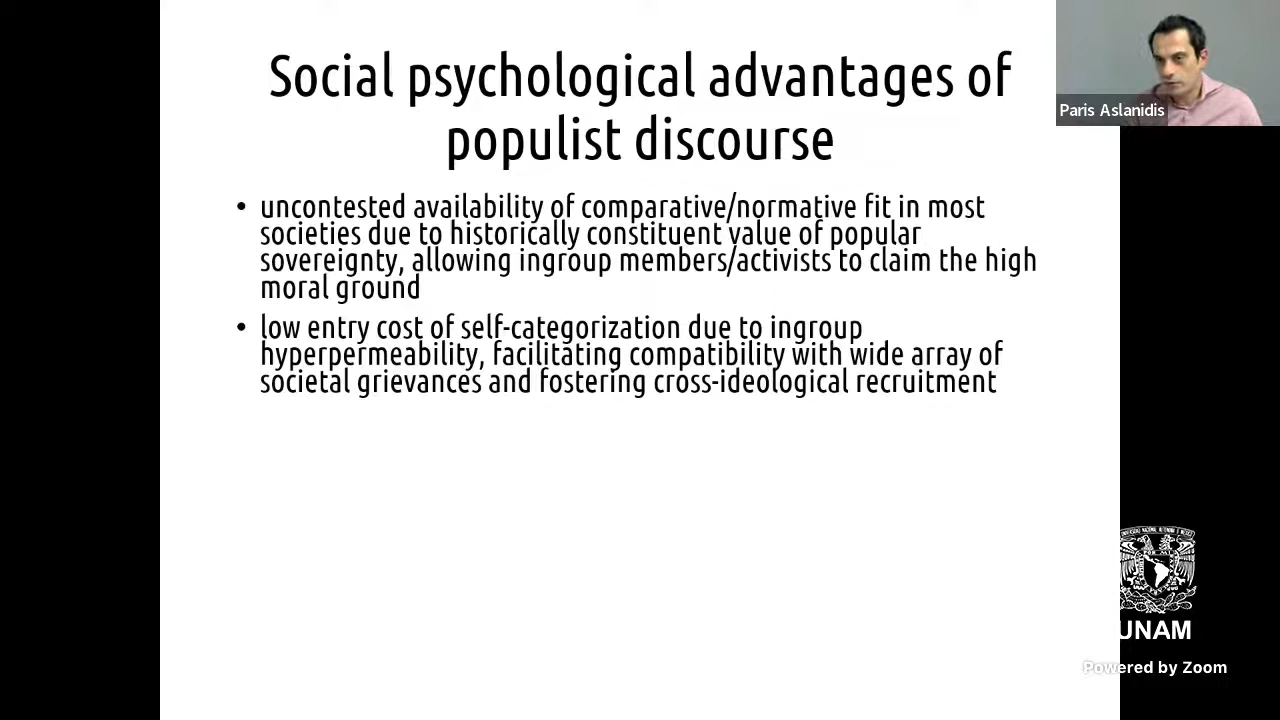 Social psychological advantages of
populist discourse
Paris Aslanidis
• uncontested availability of comparative/normative fit in most
societies due to historically constituent value of popular
sovereignty, allowing ingroup members/activists to claim the high
moral ground
• low entry cost of self-categorization due to ingroup
hyperpermeability, facilitating compatibility with wide array of
societal grievances and fostering cross-ideological recruitment
UNAM
Powered by Zoom